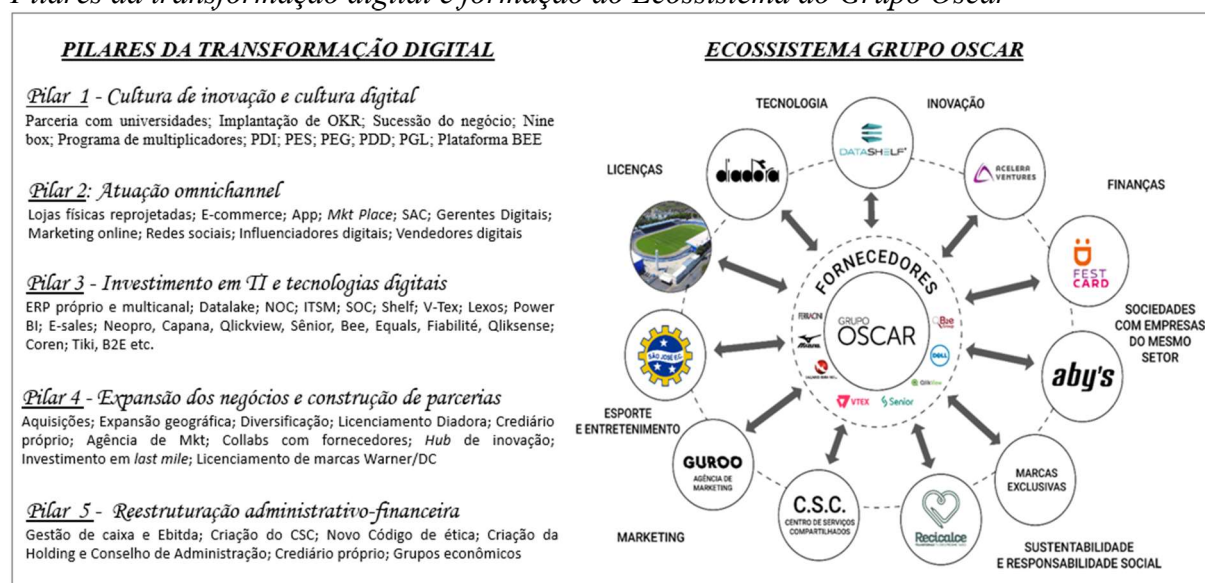 Pilares da transformação digital e formação do Ecossistema do Grupo Oscar
PILARES DA TRANSFORMAÇÃO DIGITAL
Pilar 1 - Cultura de inovação e cultura digital
Parceria com universidades; Implantação de OKR; Sucessão do negócio; Nine
box; Programa de multiplicadores; PDI; PES; PEG; PDD; PGL; Plataforma BEE
Pilar 2: Atuação omnichannel
Lojas físicas reprojetadas; E-commerce; App; Mkt Place; SAC; Gerentes Digitais;
Marketing online; Redes sociais; Influenciadores digitais; Vendedores digitais
Pilar 3 - Investimento em TI e tecnologias digitais
ERP próprio e multicanal; Datalake; NOC; ITSM; SOC; Shelf; V-Tex; Lexos; Power
BI; E-sales; Neopro, Capana, Qlickview, Sênior, Bee, Equals, Fiabilité, Qliksense;
Coren; Tiki, B2E etc.
Pilar 4 - Expansão dos negócios e construção de parcerias
Aquisições; Expansão geográfica; Diversificação; Licenciamento Diadora; Crediário
próprio; Agência de Mkt; Collabs com fornecedores; Hub de inovação;
Investimento em last mile; Licenciamento de marcas Warner/DC
Pilar 5 - Reestruturação administrativo-financeira
Gestão de caixa e Ebitda; Criação do CSC; Novo Código de ética; Criação da
Holding e Conselho de Administração; Crediário próprio; Grupos econômicos
ECOSSISTEMA GRUPO OSCAR
TECNOLOGIA
INOVAÇÃO
DATASHELF
diadora
ACELERA
VENTURES
LICENÇAS
FINANÇAS
FEST
CARD
FORNECEDORES
FERRACINI
MIZUNO
GRUPO
OSCAR
B2e
DELL
QlikView
VTEX
Senior
SOCIEDADES
COM EMPRESAS
DO MESMO
SETOR
SÃO JOSÉ E.C.
aby's
ESPORTE
E ENTRETENIMENTO
GUROO
AGÊNCIA DE
MARKETING
MARCAS
EXCLUSIVAS
C.S.C.
CENTRO DE SERVIÇOS
COMPARTILHADOS
Recicalce
MARKETING
SUSTENTABILIDADE
E RESPONSABILIDADE SOCIAL